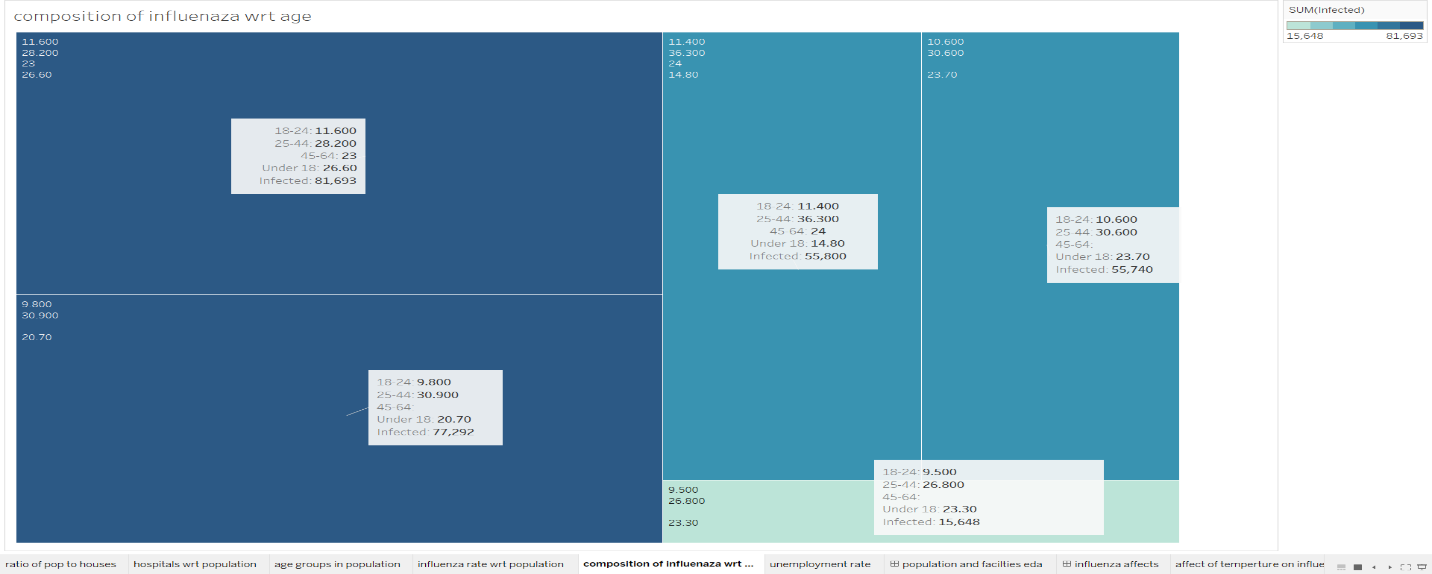 composition of influenaza wrt age
SUM(Infected)
15,648 81,693
11.600
28.200
23
26.60
18-24: 11.600
25-44: 28.200
45-64: 23
Under 18: 26.60
Infected: 81,693
9.800
30.900
20.70
18-24: 9.800
25-44: 30.900
45-64:
Under 18: 20.70
Infected: 77,292
11.400
36.300
24
14.80
18-24: 11.400
25-44: 36.300
45-64: 24
Under 18: 14.80
Infected: 55,800
10.600
30.600
23.70
18-24: 10.600
25-44: 30.600
45-64:
Under 18: 23.70
Infected: 55,740
9.500
26.800
23.30
18-24: 9.500
25-44: 26.800
45-64:
Under 18: 23.30
Infected: 15,648
ratio of pop to houses hospitals wrt population age groups in population influenza rate wrt population composition of influenaza wrt ... unemployment rate population and facilties eda influenza affects affect of temperture on influe